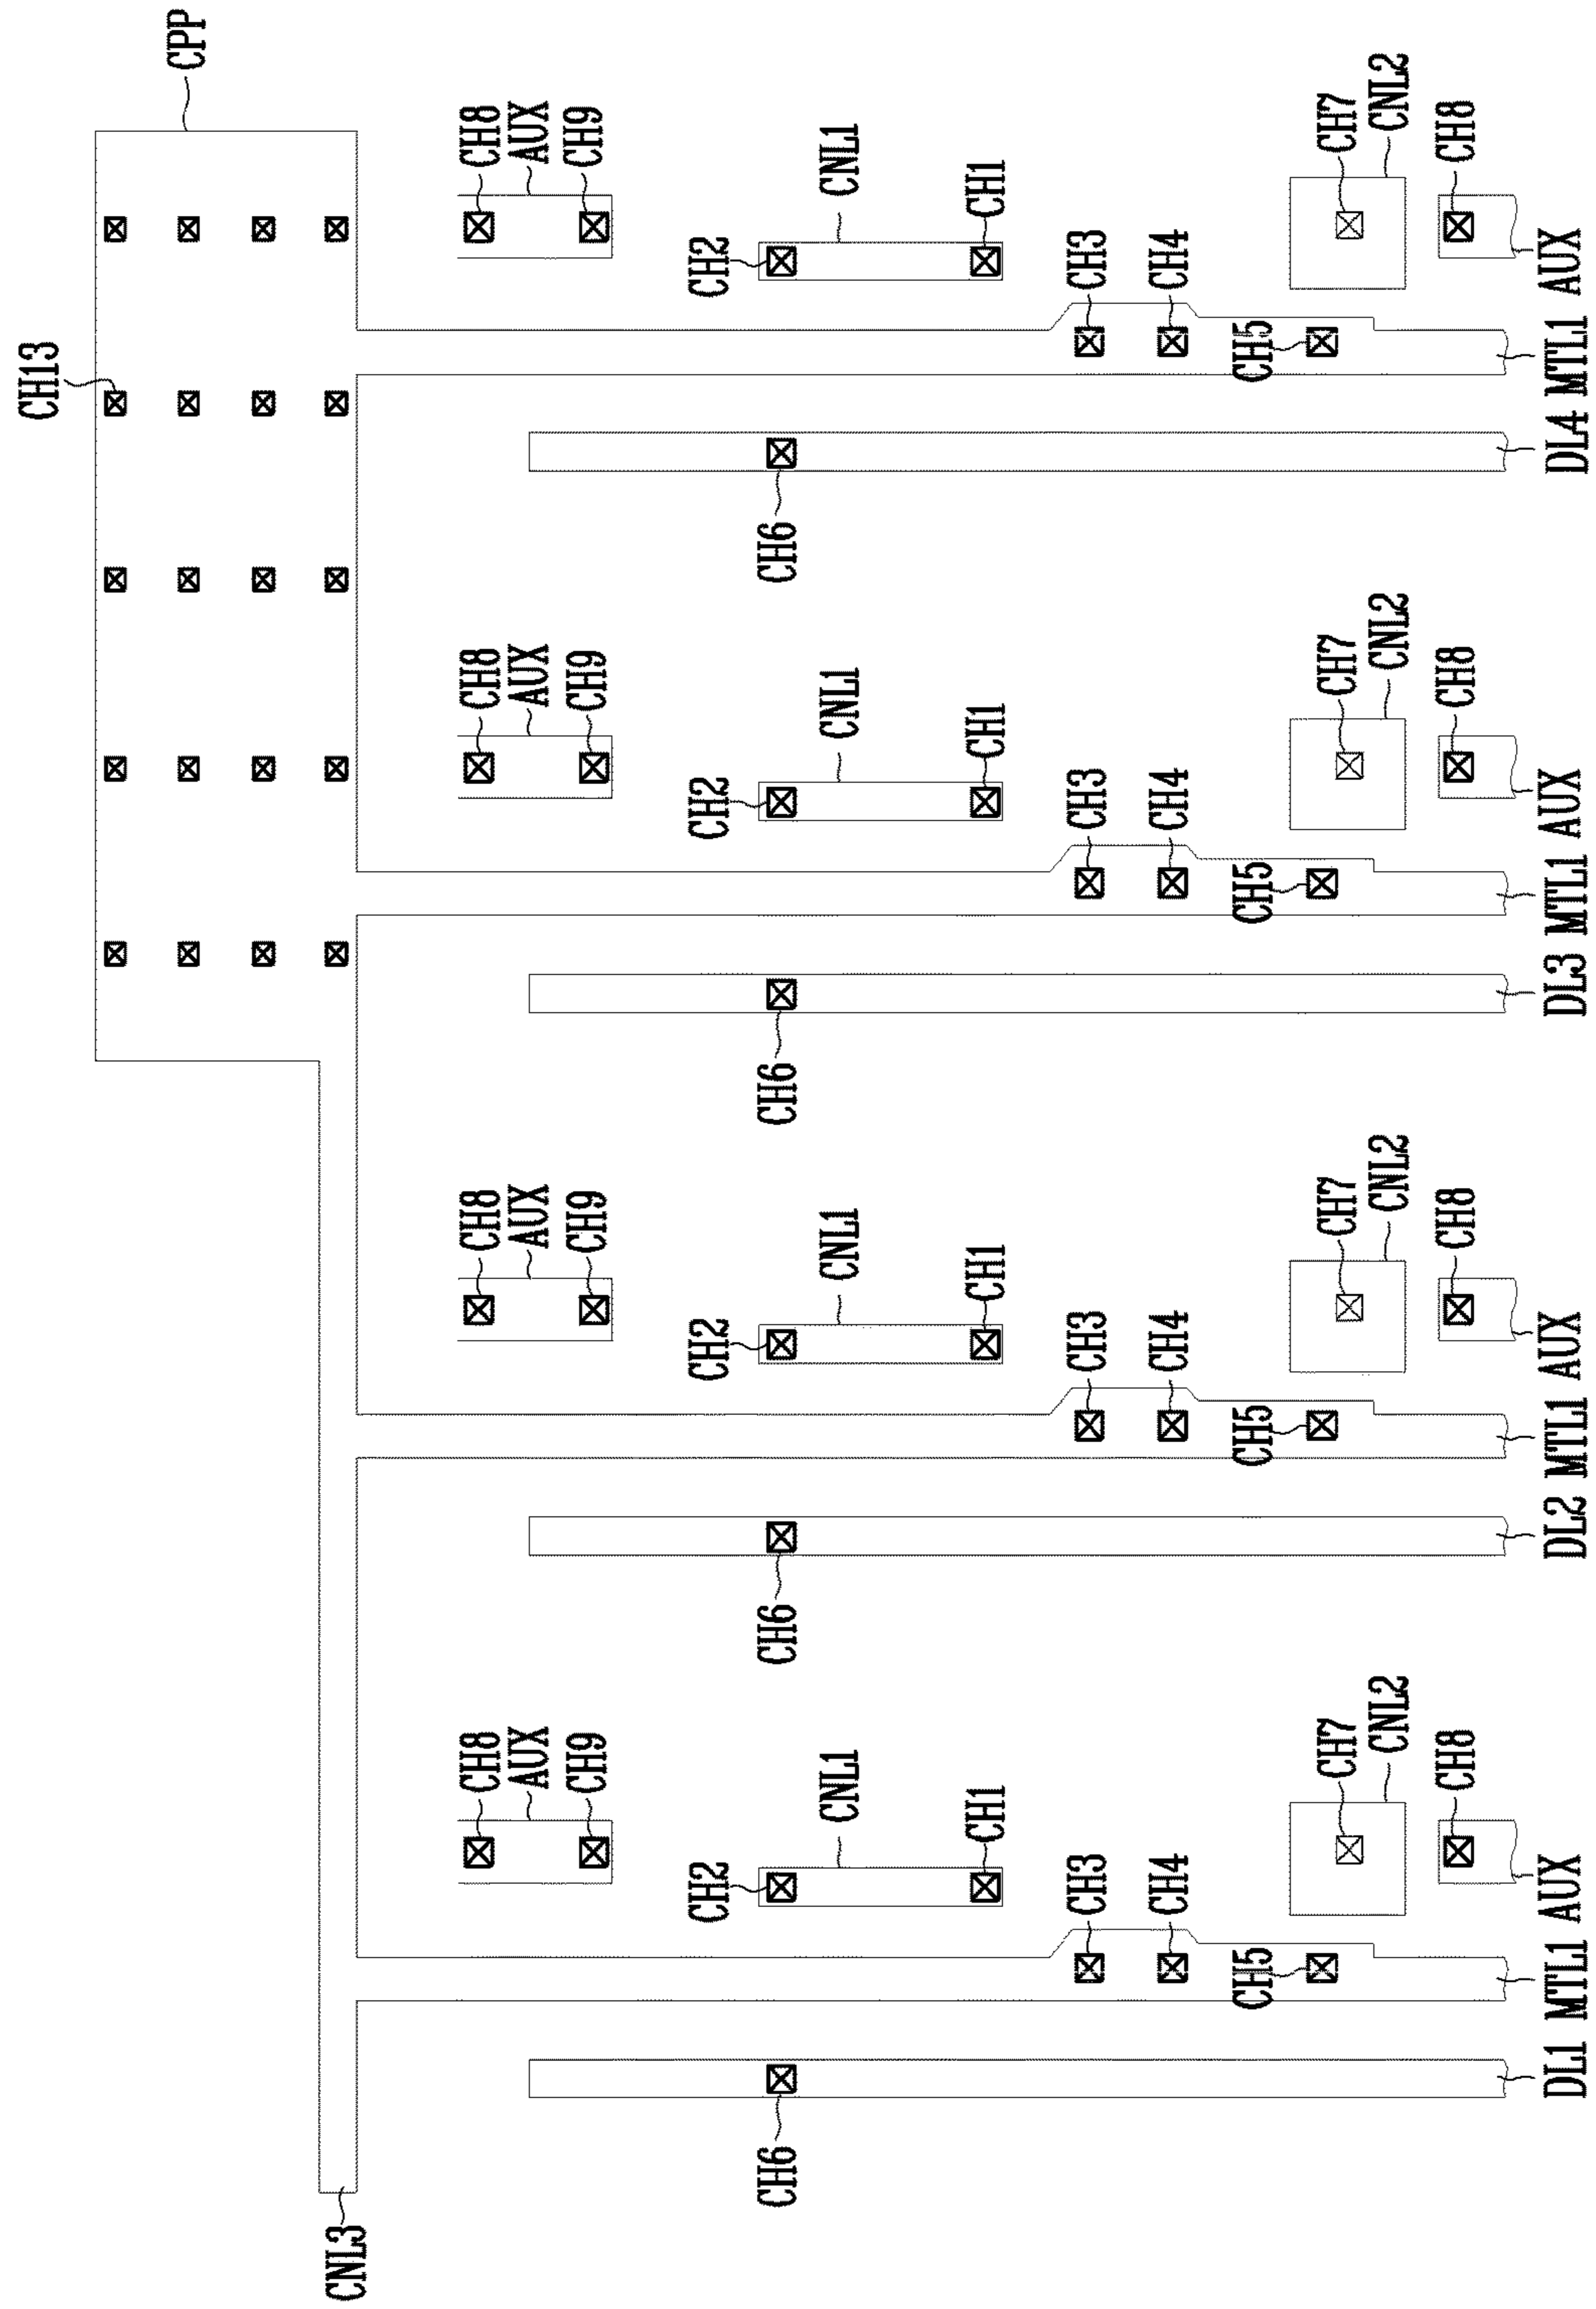 CPP
CH13
CNL3
CH8
AUX
CH9
CH8
AUX
CH9
CH8
AUX
CH9
CH8
AUX
CH9
CH2
CNL1
CH1
CH2
CNL1
CH1
CH2
CNL1
CH1
CH2
CNL1
CH1
CH6
CH6
CH6
CH6
CH3
CH4
CH5
CH3
CH4
CH5
CH3
CH4
CH5
CH3
CH4
CH5
CH7
CNL2
CH8
CH7
CNL2
CH8
CH7
CNL2
CH8
CH7
CNL2
CH8
DL1 MTL1 AUX
DL2 MTL1 AUX
DL3 MTL1 AUX
DL4 MTL1 AUX